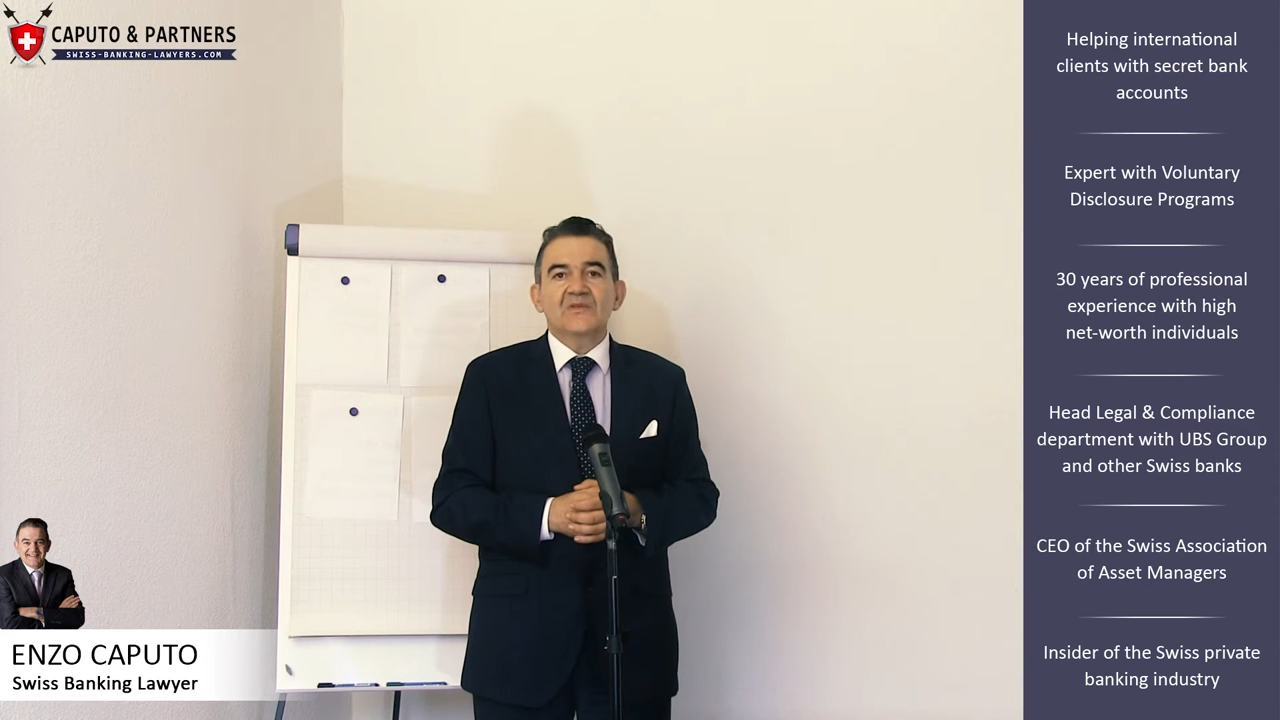 CAPUTO & PARTNERS
SWISS-BANKING-LAWYERS.COM
ENZO CAPUTO
Swiss Banking Lawyer
Helping international
clients with secret bank
accounts
Expert with Voluntary
Disclosure Programs
30 years of professional
experience with high
net-worth individuals
Head Legal & Compliance
department with UBS Group
and other Swiss banks
CEO of the Swiss Association
of Asset Managers
Insider of the Swiss private
banking industry